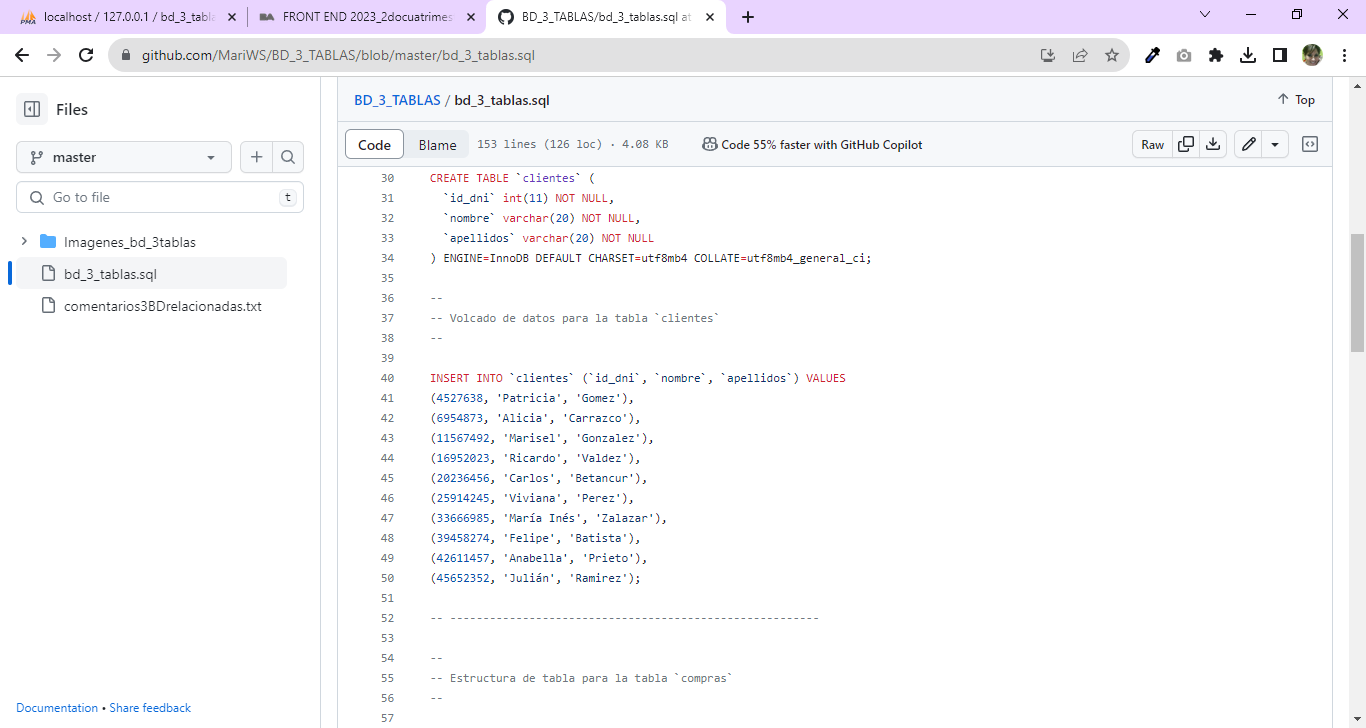 localhost / 127.0.0.1 / bd_3_tabla
FRONT END 2023_2docuatrimes
BD_3_TABLAS/bd_3_tablas.sql at
github.com/MariWS/BD_3_TABLAS/blob/master/bd_3_tablas.sql
Files
master
Go to file
t
Imagenes_bd_3tablas
bd_3_tablas.sql
comentarios3BDrelacionadas.txt
Documentation • Share feedback
BD_3_TABLAS / bd_3_tablas.sql
Top
Code Blame 153 lines (126 loc) · 4.08 KB Code 55% faster with GitHub Copilot Raw
30 CREATE TABLE `clientes` (
31 `id_dni` int(11) NOT NULL,
32 `nombre` varchar(20) NOT NULL,
33 `apellidos` varchar(20) NOT NULL
34 ) ENGINE=InnoDB DEFAULT CHARSET=utf8mb4 COLLATE=utf8mb4_general_ci;
35
36 --
37 -- Volcado de datos para la tabla `clientes`
38 --
39
40 INSERT INTO `clientes` (`id_dni`, `nombre`, `apellidos`) VALUES
41 (4527638, 'Patricia', 'Gomez'),
42 (6954873, 'Alicia', 'Carrazco'),
43 (11567492, 'Marisel', 'Gonzalez'),
44 (16952023, 'Ricardo', 'Valdez'),
45 (20236456, 'Carlos', 'Betancur'),
46 (25914245, 'Viviana', 'Perez'),
47 (33666985, 'María Inés', 'Zalazar'),
48 (39458274, 'Felipe', 'Batista'),
49 (42611457, 'Anabella', 'Prieto'),
50 (45652352, 'Julián', 'Ramirez');
51
52 -- --------------------------------------------------------
53
54 --
55 -- Estructura de tabla para la tabla `compras`
56 --
57